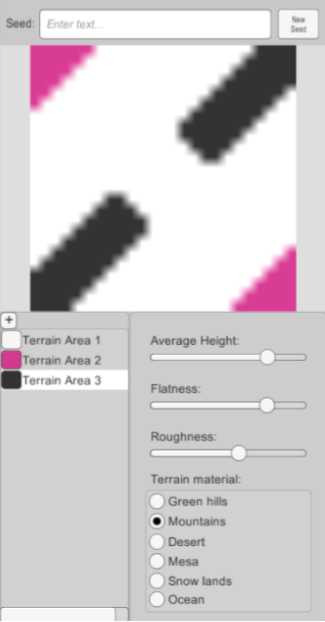 Seed: Enter text... New
Seed
+
Terrain Area 1
Terrain Area 2
Terrain Area 3
Average Height:
Flatness:
Roughness:
Terrain material:
Green hills
Mountains
Desert
Mesa
Snow lands
Ocean